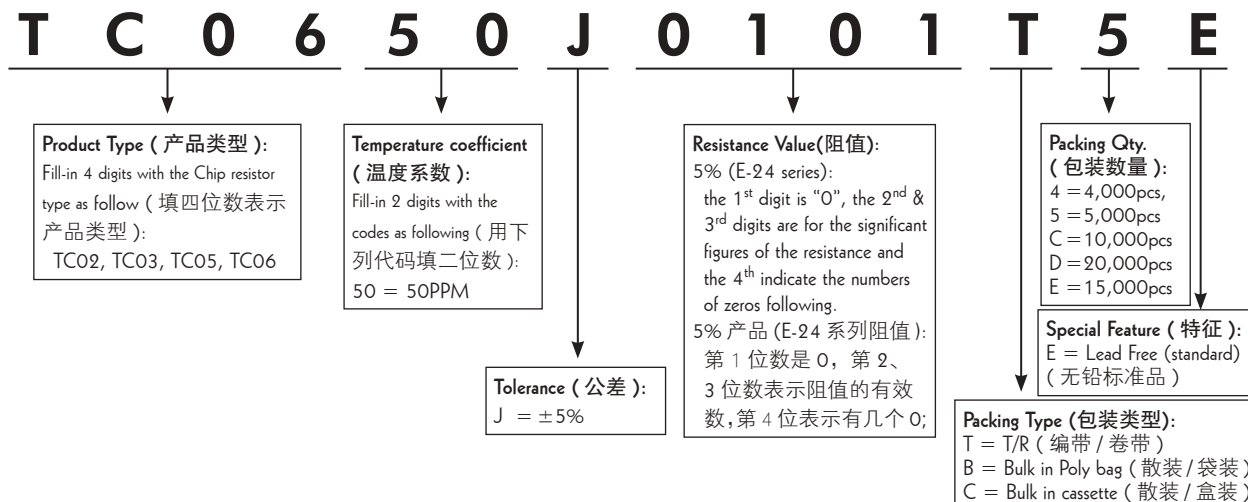 T C 0 6 5 0 J 0 1 0 1 T 5 E
Product Type ( 产品类型 ):
Fill-in 4 digits with the Chip resistor
type as follow ( 填四位数表示
产品类型 ):
TC02, TC03, TC05, TC06
Temperature coefficient
( 温度系数 ):
Fill-in 2 digits with the
codes as following ( 用下
列代码填二位数 ):
50 = 50PPM
Tolerance ( 公差 ):
J = ±5%
Resistance Value(阻值):
5% (E-24 series):
the 1st digit is “0”, the 2nd &
3rd digits are for the significant
figures of the resistance and
the 4th indicate the numbers
of zeros following.
5% 产品 (E-24 系列阻值 ):
第 1 位数是 0，第 2、
3 位数表示阻值的有效
数,第 4 位表示有几个 0;
Packing Qty.
( 包装数量 ):
4 = 4,000pcs,
5 = 5,000pcs
C = 10,000pcs
D = 20,000pcs
E = 15,000pcs
Special Feature ( 特征 ):
E = Lead Free (standard)
( 无铅标准品 )
Packing Type (包装类型):
T = T/R ( 编带 / 卷带 )
B = Bulk in Poly bag ( 散装 / 袋装 )
C = Bulk in cassette ( 散装 / 盒装 )